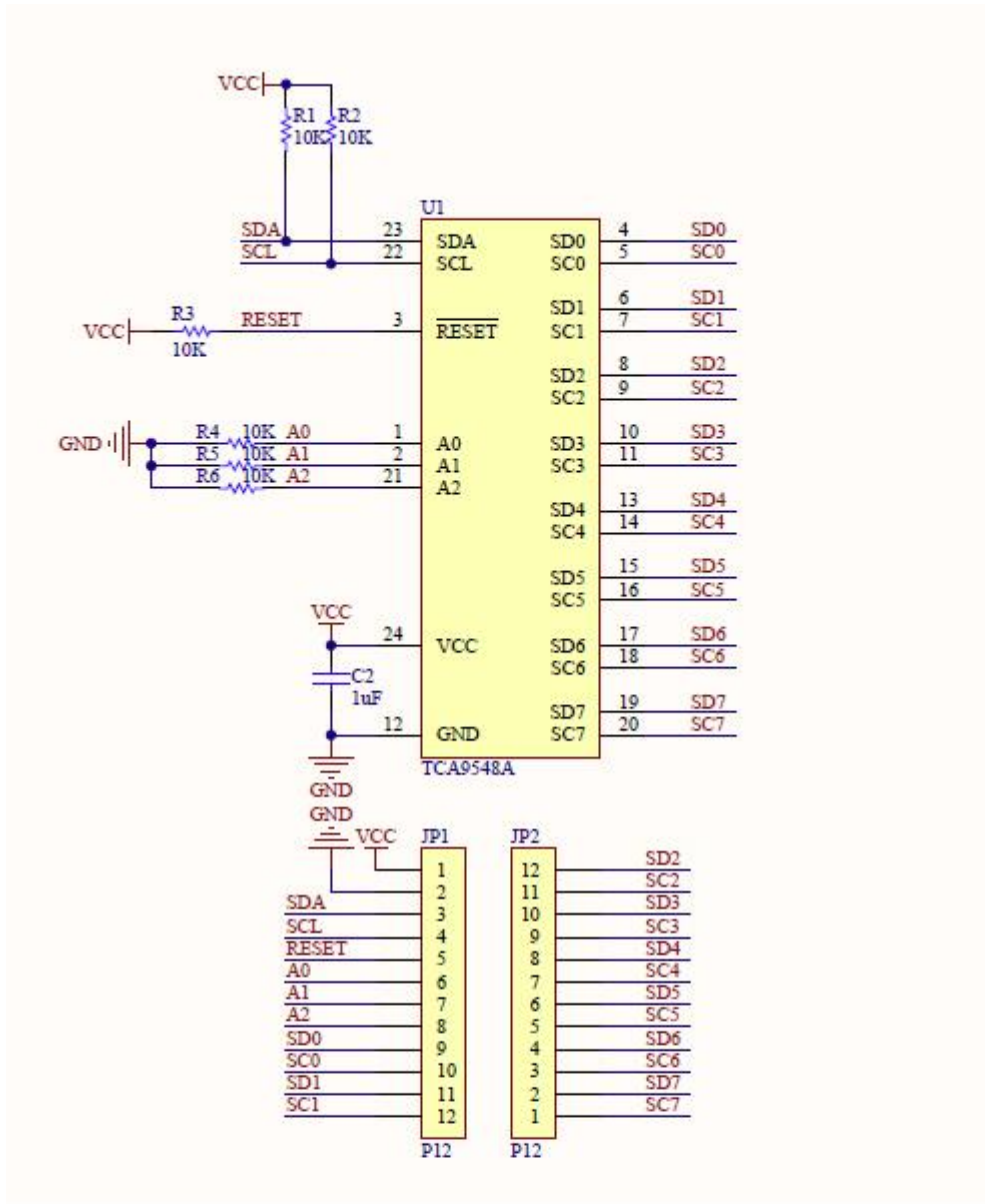 VCC
R1 R2
10K 10K
U1
SDA 23 SDA SD0 4 SD0
SCL 22 SCL SC0 5 SC0
SD1 6 SD1
R3
VCC RESET 3 RESET SC1 7 SC1
10K
SD2 8 SD2
SC2 9 SC2
GND R4 10K A0 1 A0 SD3 10 SD3
R5 10K A1 2 A1 SC3 11 SC3
R6 10K A2 21 A2
SD4 13 SD4
SC4 14 SC4
SD5 15 SD5
SC5 16 SC5
VCC
24 VCC SD6 17 SD6
SC6 18 SC6
C2
1uF
SD7 19 SD7
12 GND SC7 20 SC7
TCA9548A
GND
GND
VCC JP1 JP2
1 12 SD2
2 11 SC2
SDA 3 10 SD3
SCL 4 9 SC3
RESET 5 8 SD4
A0 6 7 SC4
A1 7 6 SD5
A2 8 5 SC5
SD0 9 4 SD6
SC0 10 3 SC6
SD1 11 2 SD7
SC1 12 1 SC7
P12 P12